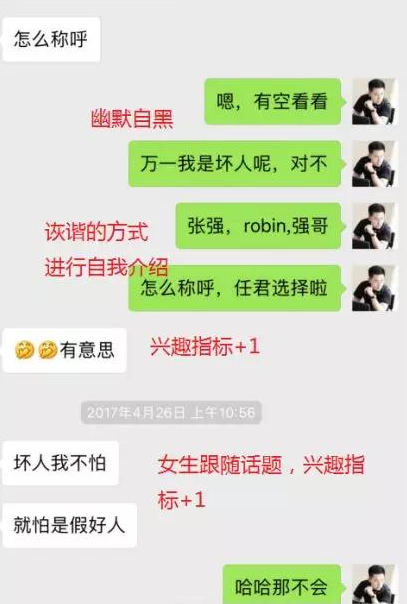 怎么称呼
嗯，有空看看
幽默自黑
万一我是坏人呢，对不
张强，robin,强哥
诙谐的方式
进行自我介绍
怎么称呼，任君选择啦
有意思
兴趣指标+1
2017年4月26日 上午10:56
坏人我不怕
女生跟随话题，兴趣指
标+1
就怕是假好人
哈哈那不会